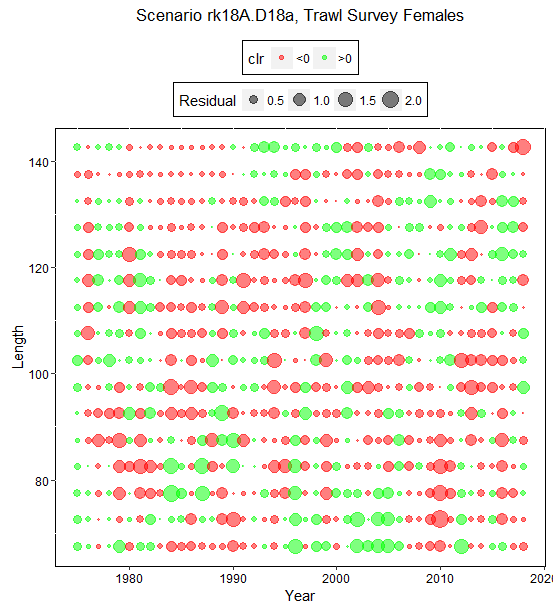 Scenario rk18A.D18a, Trawl Survey Females
clr <0 >0
Residual 0.5 1.0 1.5 2.0
140
120
Length
100
80
1980 1990 2000 2010 2020
Year